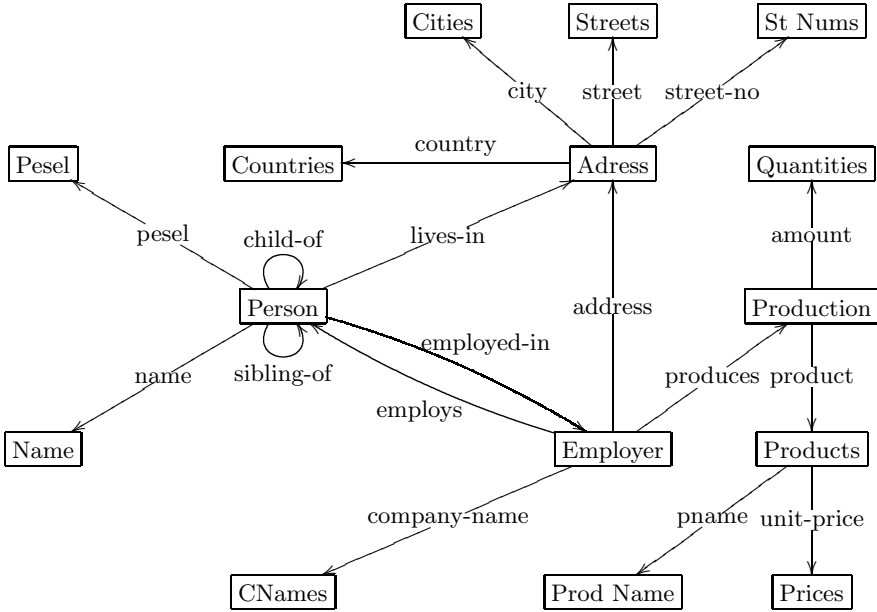 Cities
Streets
St Nums
city
street
street-no
Pesel
Countries
country
Adress
Quantities
pesel
child-of
lives-in
amount
Person
address
Production
employed-in
name
sibling-of
produces
product
employs
Name
Employer
Products
company-name
pname
unit-price
CNames
Prod Name
Prices